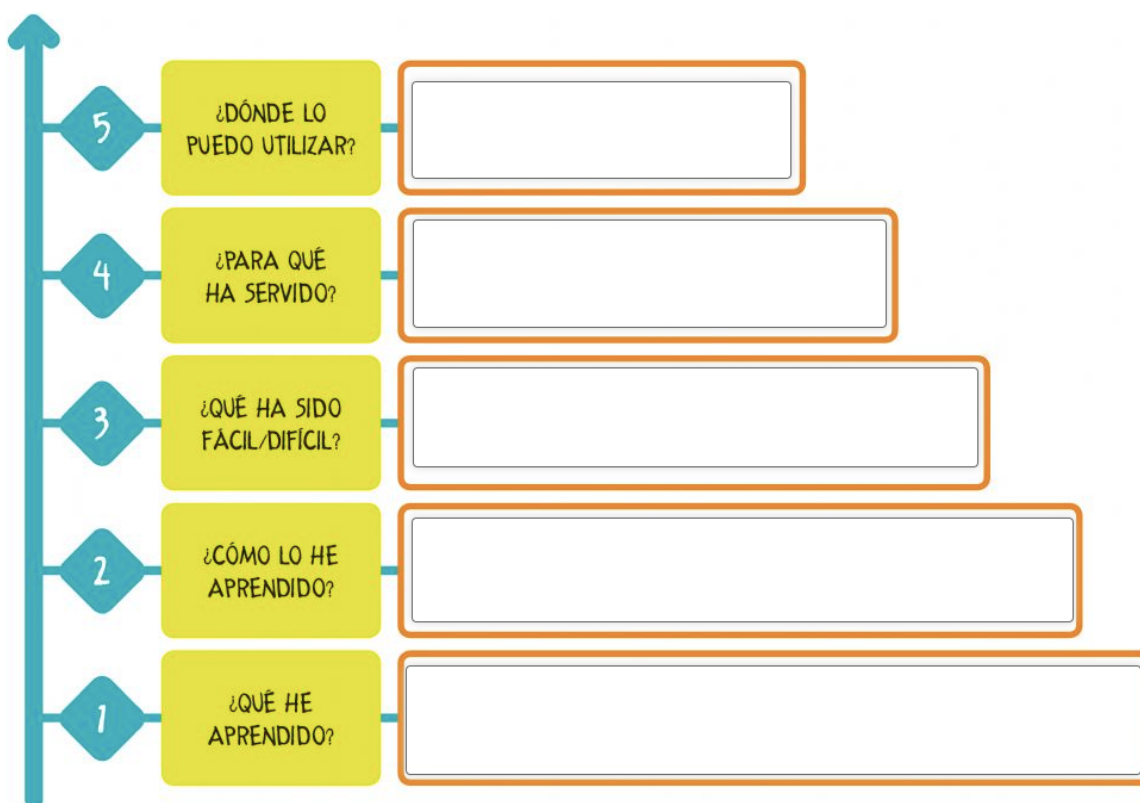 5
¿DÓNDE LO
PUEDO UTILIZAR?
4
¿PARA QUÉ
HA SERVIDO?
3
¿QUÉ HA SIDO
FÁCIL/DIFÍCIL?
2
¿CÓMO LO HE
APRENDIDO?
1
¿QUÉ HE
APRENDIDO?